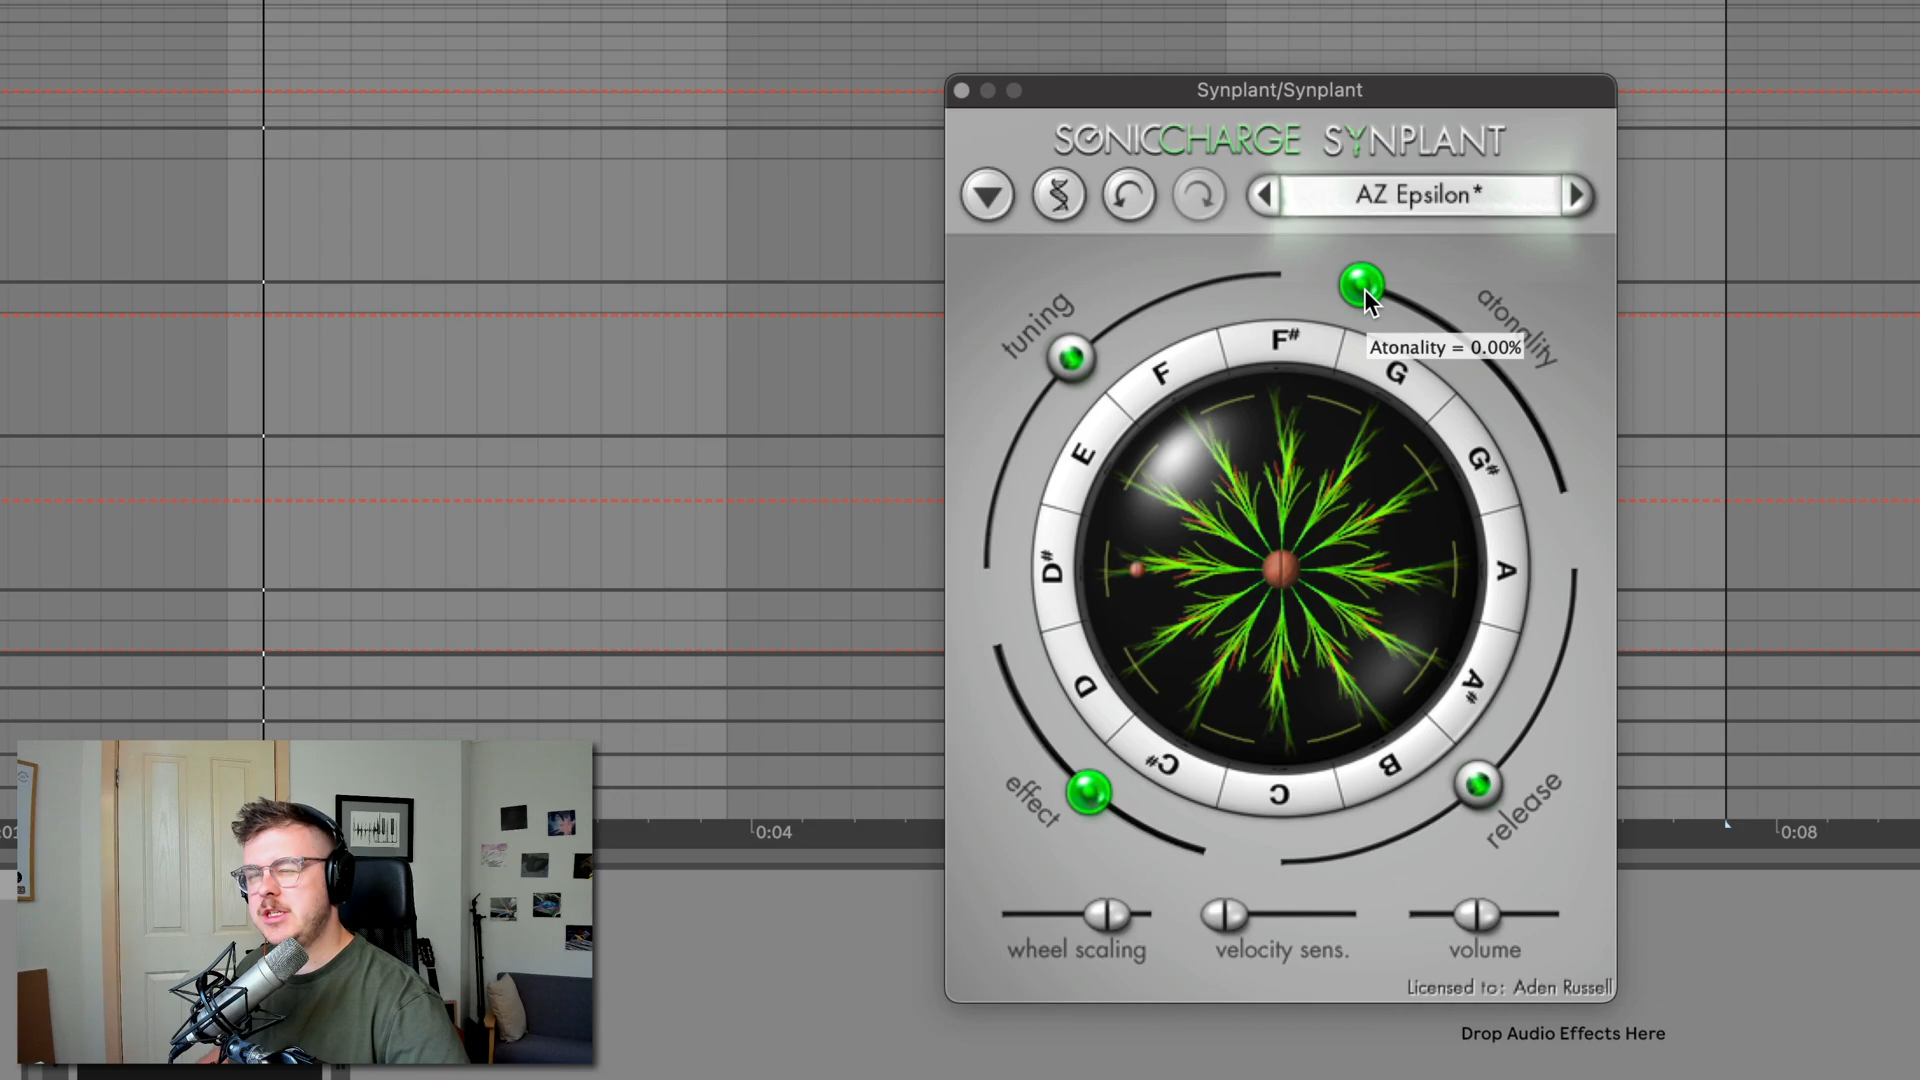 Synplant/Synplant
SONICCHARGE SYNPLANT
AZ Epsilon*
tuning
atonality
Atonality = 0.00%
F#
G
G#
A
A#
B
C
C#
D
D#
E
F
effect
release
0:04
0:08
wheel scaling
velocity sens.
volume
Licensed to: Aden Russell
Drop Audio Effects Here